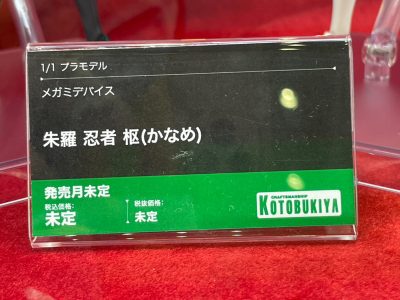 1/1 プラモデル
メガミデバイス
朱羅 忍者 枢(かなめ)
発売月未定
税込価格: 税抜価格:
未定 未定
CRAFTSMANSHIP
KOTOBUKIYA